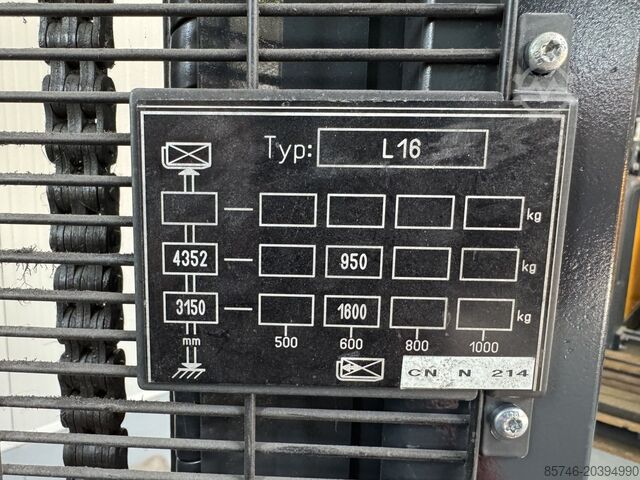 Typ: L16
kg
4352 950 kg
3150 1600 kg
mm 500 600 800 1000
CN N 214
85746-20394990